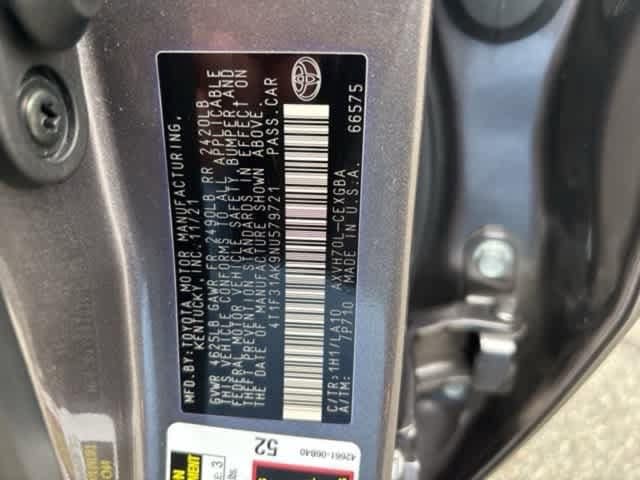 MFD.BY:TOYOTA MOTOR MANUFACTURING,
KENTUCKY,INC. 11/21
GVWR 4625LB GAWR FR 2490LB RR 2420LB
THIS VEHICLE CONFORMS TO ALL APPLICABLE
FEDERAL MOTOR VEHICLE SAFETY, BUMPER AND
THEFT PREVENTION STANDARDS IN EFFECT ON
THE DATE OF MANUFACTURE SHOWN ABOVE.
4T1F31AK9NU579721 PASS.CAR
C/TR:1H1/LA10 AXVH70L-CEXGBA
A/TM: 7P710 MADE IN U.S.A. 66575
52
42661-06B40